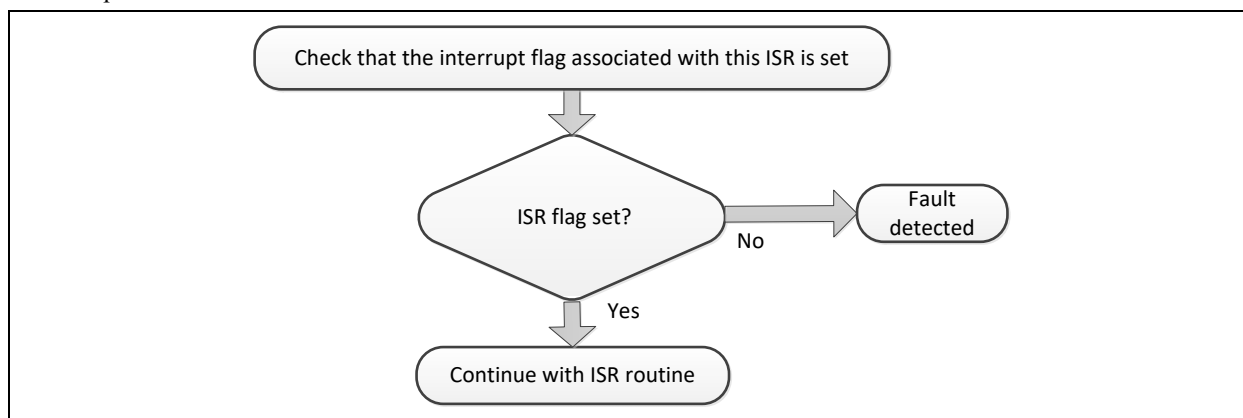 Check that the interrupt flag associated with this ISR is set
ISR flag set?
Fault
detected
No
Yes
Continue with ISR routine